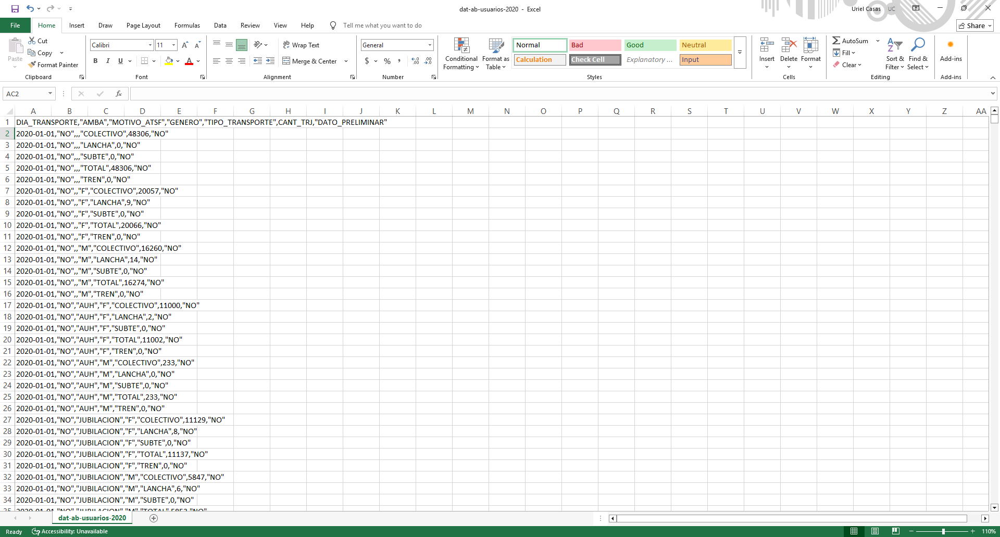 dat-ab-usuarios-2020 - Excel
Uriel Casas UC
File Home Insert Draw Page Layout Formulas Data Review View Help Tell me what you want to do
Share
Paste
Cut
Copy
Format Painter
Clipboard
Calibri 11
B I U A
Font
Wrap Text
Merge & Center
Alignment
General
$ % ,
Number
Conditional Formatting
Format as Table
Normal Bad Good Neutral
Calculation Check Cell Explanatory ... Input
Styles
Insert Delete Format
Cells
AutoSum
Fill
Clear
Sort & Filter
Find & Select
Editing
Add-ins
Add-ins
AC2
fx
A B C D E F G H I J K L M N O P Q R S T U V W X Y Z AA
1 DIA_TRANSPORTE,"AMBA","MOTIVO_ATSF","GENERO","TIPO_TRANSPORTE",CANT_TRJ,"DATO_PRELIMINAR"
2 2020-01-01,"NO",,,"COLECTIVO",48306,"NO"
3 2020-01-01,"NO",,,"LANCHA",0,"NO"
4 2020-01-01,"NO",,,"SUBTE",0,"NO"
5 2020-01-01,"NO",,,"TOTAL",48306,"NO"
6 2020-01-01,"NO",,,"TREN",0,"NO"
7 2020-01-01,"NO",,"F","COLECTIVO",20057,"NO"
8 2020-01-01,"NO",,"F","LANCHA",9,"NO"
9 2020-01-01,"NO",,"F","SUBTE",0,"NO"
10 2020-01-01,"NO",,"F","TOTAL",20066,"NO"
11 2020-01-01,"NO",,"F","TREN",0,"NO"
12 2020-01-01,"NO",,"M","COLECTIVO",16260,"NO"
13 2020-01-01,"NO",,"M","LANCHA",14,"NO"
14 2020-01-01,"NO",,"M","SUBTE",0,"NO"
15 2020-01-01,"NO",,"M","TOTAL",16274,"NO"
16 2020-01-01,"NO",,"M","TREN",0,"NO"
17 2020-01-01,"NO","AUH","F","COLECTIVO",11000,"NO"
18 2020-01-01,"NO","AUH","F","LANCHA",2,"NO"
19 2020-01-01,"NO","AUH","F","SUBTE",0,"NO"
20 2020-01-01,"NO","AUH","F","TOTAL",11002,"NO"
21 2020-01-01,"NO","AUH","F","TREN",0,"NO"
22 2020-01-01,"NO","AUH","M","COLECTIVO",233,"NO"
23 2020-01-01,"NO","AUH","M","LANCHA",0,"NO"
24 2020-01-01,"NO","AUH","M","SUBTE",0,"NO"
25 2020-01-01,"NO","AUH","M","TOTAL",233,"NO"
26 2020-01-01,"NO","AUH","M","TREN",0,"NO"
27 2020-01-01,"NO","JUBILACION","F","COLECTIVO",11129,"NO"
28 2020-01-01,"NO","JUBILACION","F","LANCHA",8,"NO"
29 2020-01-01,"NO","JUBILACION","F","SUBTE",0,"NO"
30 2020-01-01,"NO","JUBILACION","F","TOTAL",11137,"NO"
31 2020-01-01,"NO","JUBILACION","F","TREN",0,"NO"
32 2020-01-01,"NO","JUBILACION","M","COLECTIVO",5847,"NO"
33 2020-01-01,"NO","JUBILACION","M","LANCHA",6,"NO"
34 2020-01-01,"NO","JUBILACION","M","SUBTE",0,"NO"
35 2020-01-01,"NO","JUBILACION","M","TOTAL",5853,"NO"
dat-ab-usuarios-2020
Ready Accessibility: Unavailable 110%